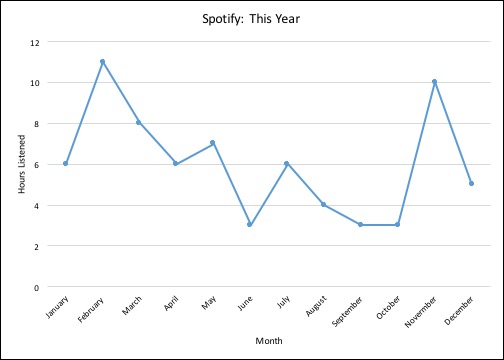 Spotify: This Year
Hours Listened
12
10
8
6
4
2
0
January
February
March
April
May
June
July
August
September
October
Novermber
December
Month